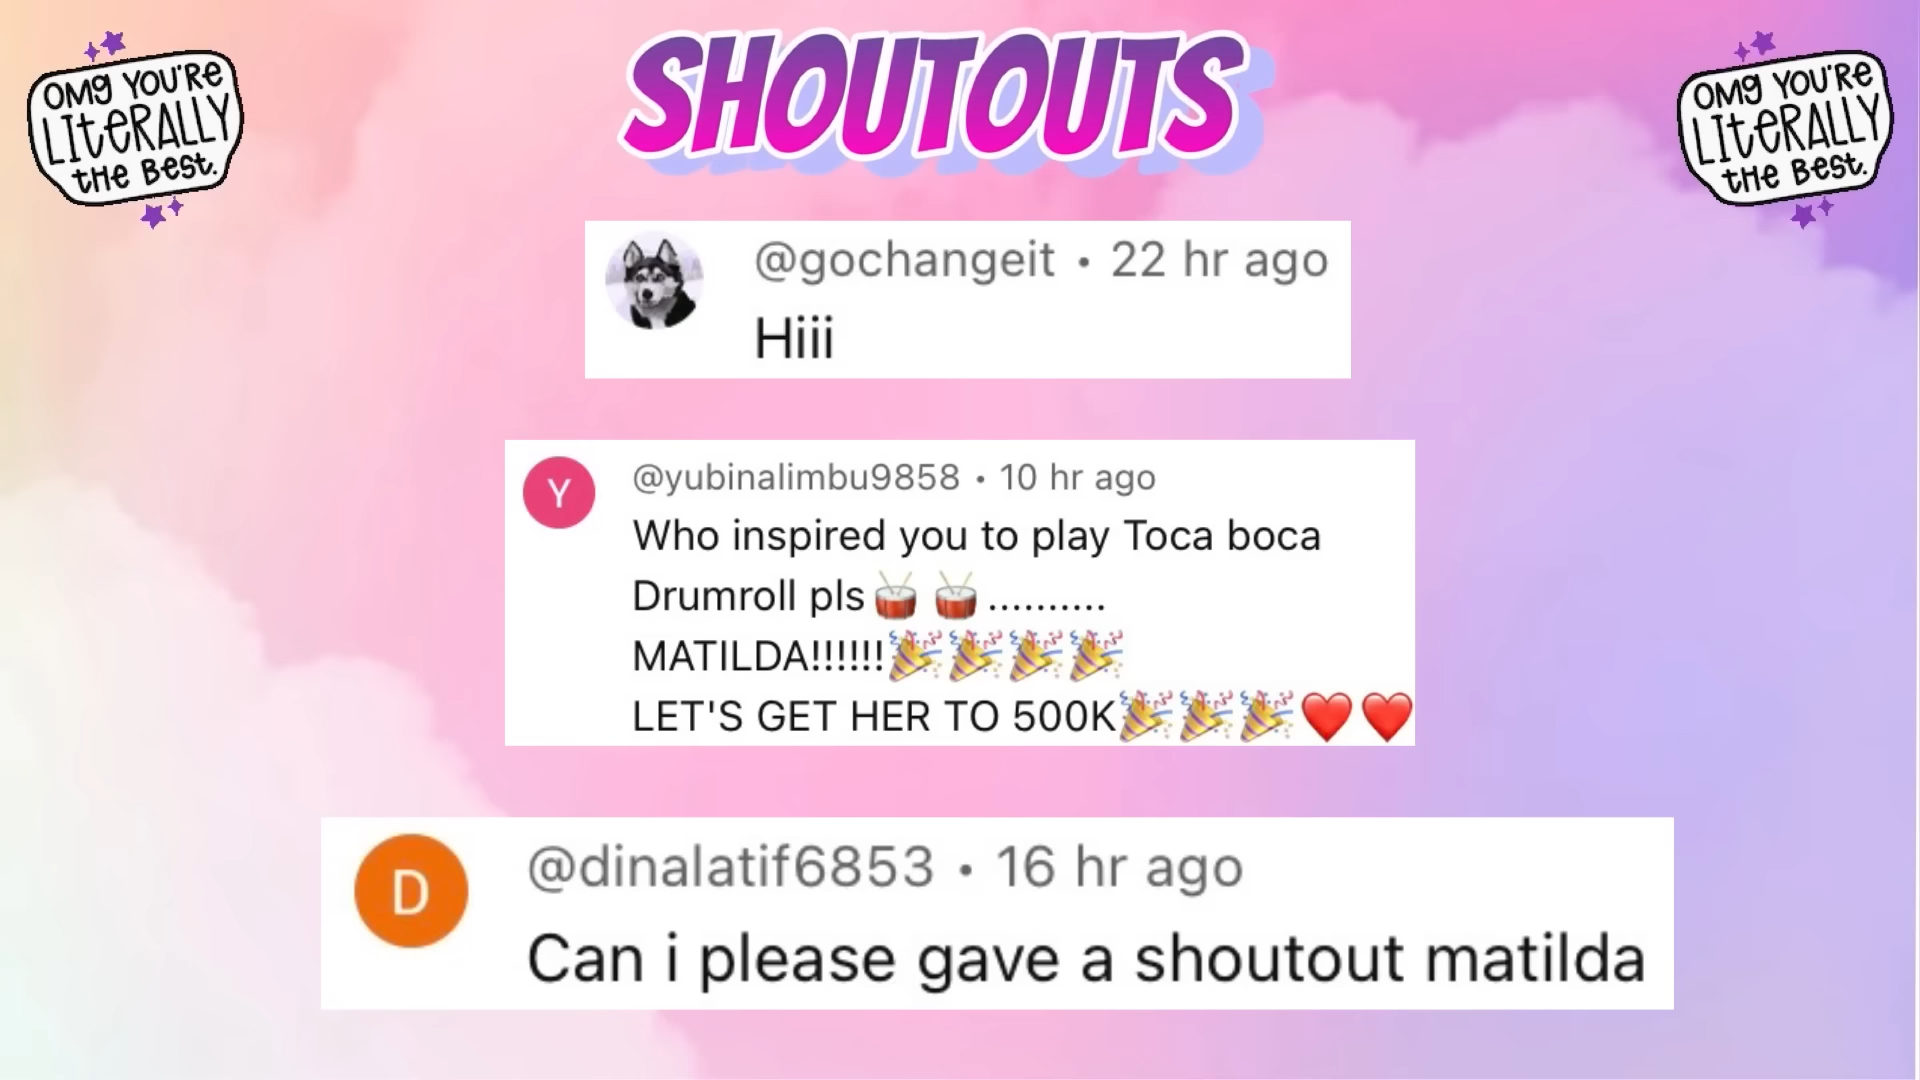 OMG YOU'RE
LITERALLY
THE BEST.
SHOUTOUTS
OMG YOU'RE
LITERALLY
THE BEST.
@gochangeit • 22 hr ago
Hiii
Y
@yubinalimbu9858 • 10 hr ago
Who inspired you to play Toca boca
Drumroll pls🥁 🥁 ..........
MATILDA!!!!!!🎉🎉🎉🎉
LET'S GET HER TO 500K🎉🎉🎉❤️❤️
D
@dinalatif6853 • 16 hr ago
Can i please gave a shoutout matilda